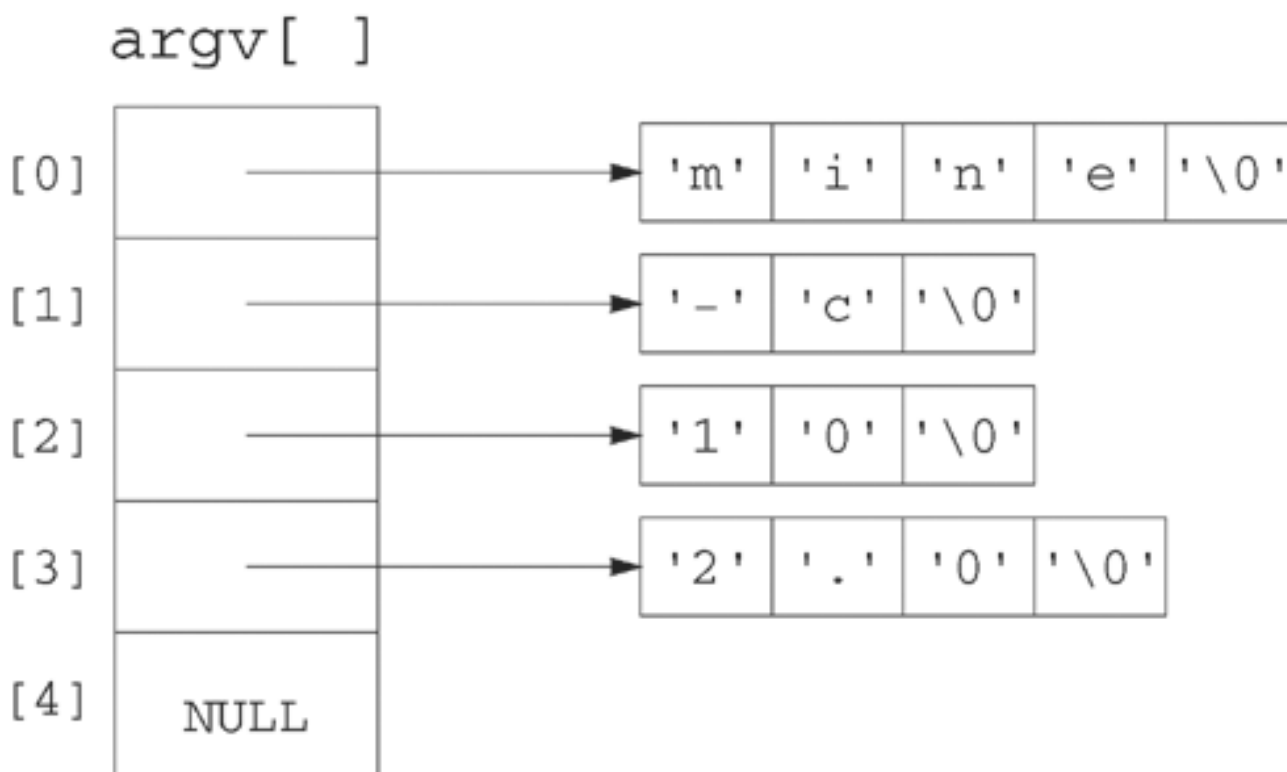 argv[ ]
[0] 'm' 'i' 'n' 'e' '\0'
[1] '-' 'c' '\0'
[2] '1' '0' '\0'
[3] '2' '.' '0' '\0'
[4] NULL